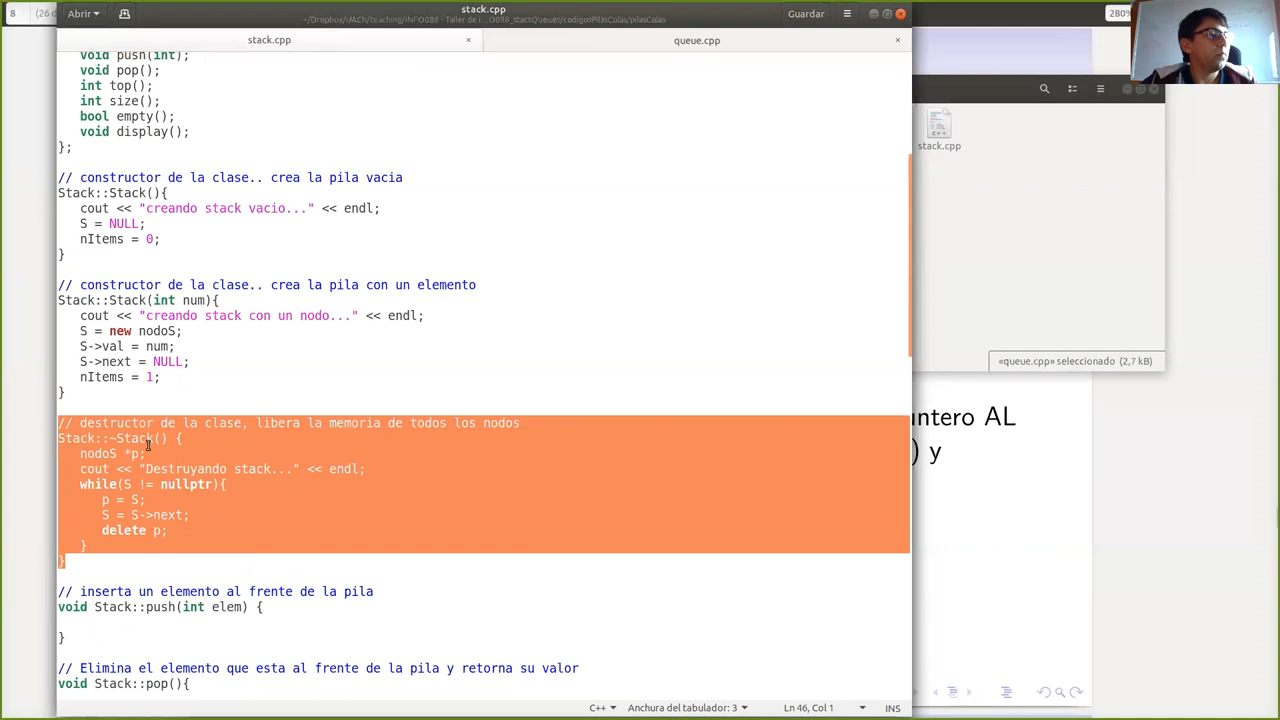 8
(26 d
280%
Abrir
stack.cpp
Guardar
stack.cpp
queue.cpp
void push(int);
void pop();
int top();
int size();
bool empty();
void display();
};
// constructor de la clase.. crea la pila vacia
Stack::Stack(){
cout << "creando stack vacio..." << endl;
S = NULL;
nItems = 0;
}
// constructor de la clase.. crea la pila con un elemento
Stack::Stack(int num){
cout << "creando stack con un nodo..." << endl;
S = new nodoS;
S->val = num;
S->next = NULL;
nItems = 1;
}
// destructor de la clase, libera la memoria de todos los nodos
Stack::~Stack() {
nodoS *p;
cout << "Destruyando stack..." << endl;
while(S != nullptr){
p = S;
S = S->next;
delete p;
}
}
// inserta un elemento al frente de la pila
void Stack::push(int elem) {
}
// Elimina el elemento que esta al frente de la pila y retorna su valor
void Stack::pop(){
C++
Anchura del tabulador: 3
Ln 46, Col 1
INS
stack.cpp
«queue.cpp» seleccionado (2,7 kB)
untero AL
) y